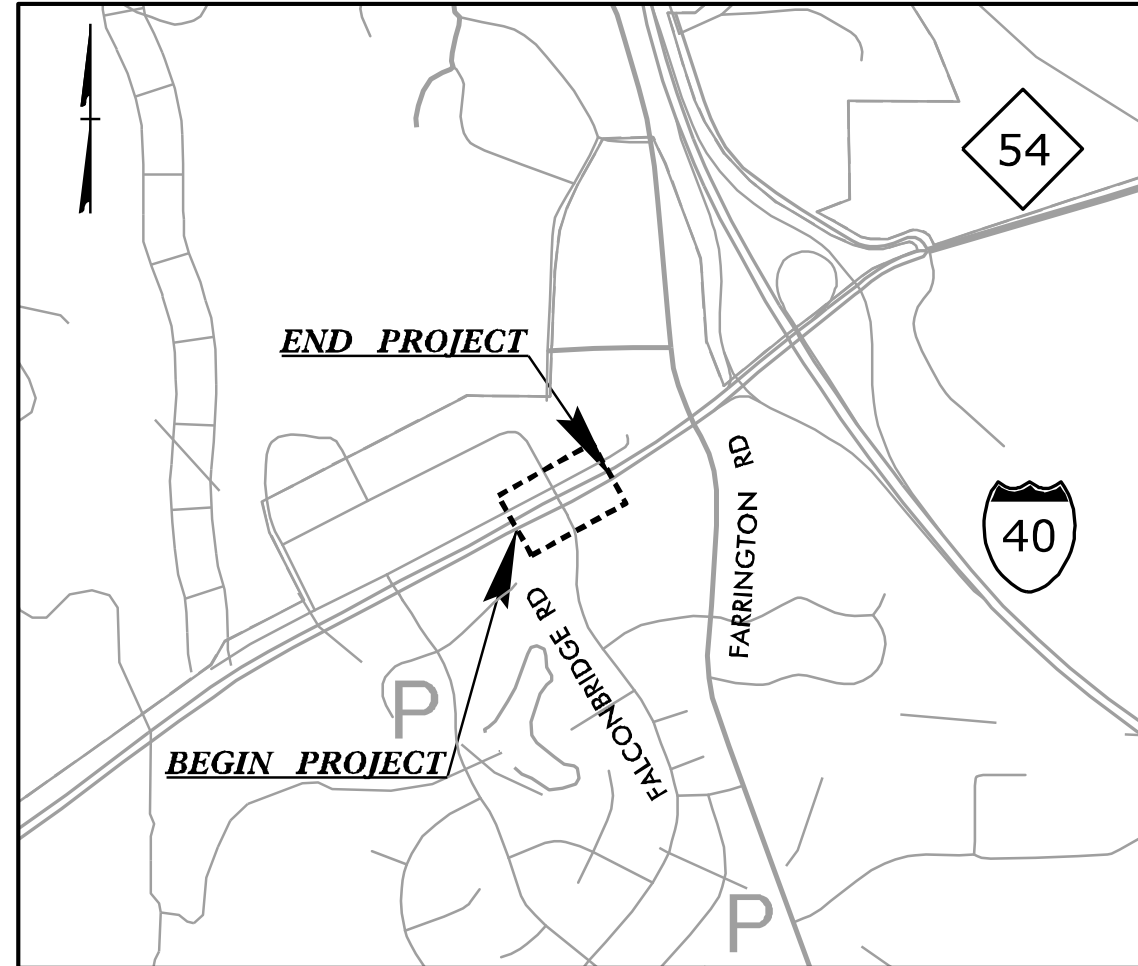 54
END PROJECT
FARRINGTON RD
40
FALCONBRIDGE RD
P
BEGIN PROJECT
P